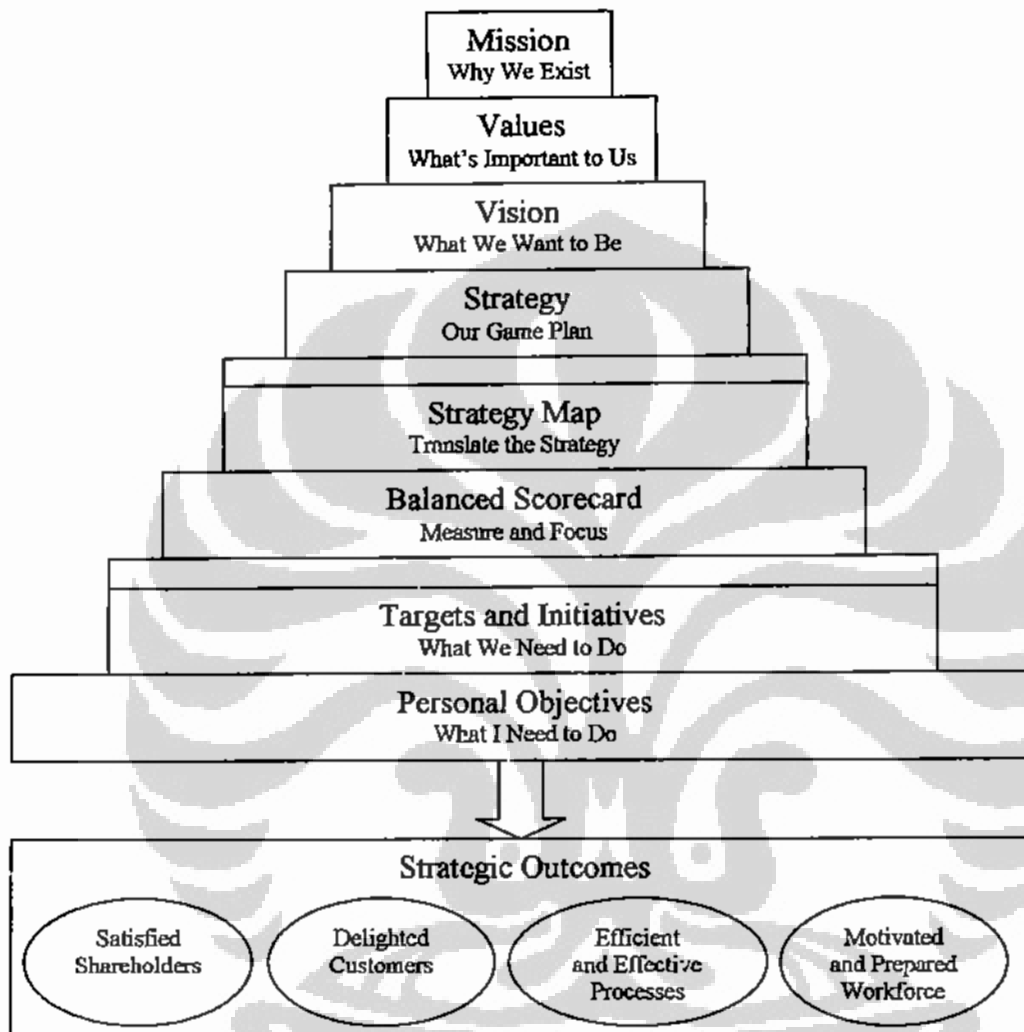 Mission
Why We Exist
Values
What's Important to Us
Vision
What We Want to Be
Strategy
Our Game Plan
Strategy Map
Translate the Strategy
Balanced Scorecard
Measure and Focus
Targets and Initiatives
What We Need to Do
Personal Objectives
What I Need to Do
Strategic Outcomes
Satisfied
Shareholders
Delighted
Customers
Efficient
and Effective
Processes
Motivated
and Prepared
Workforce